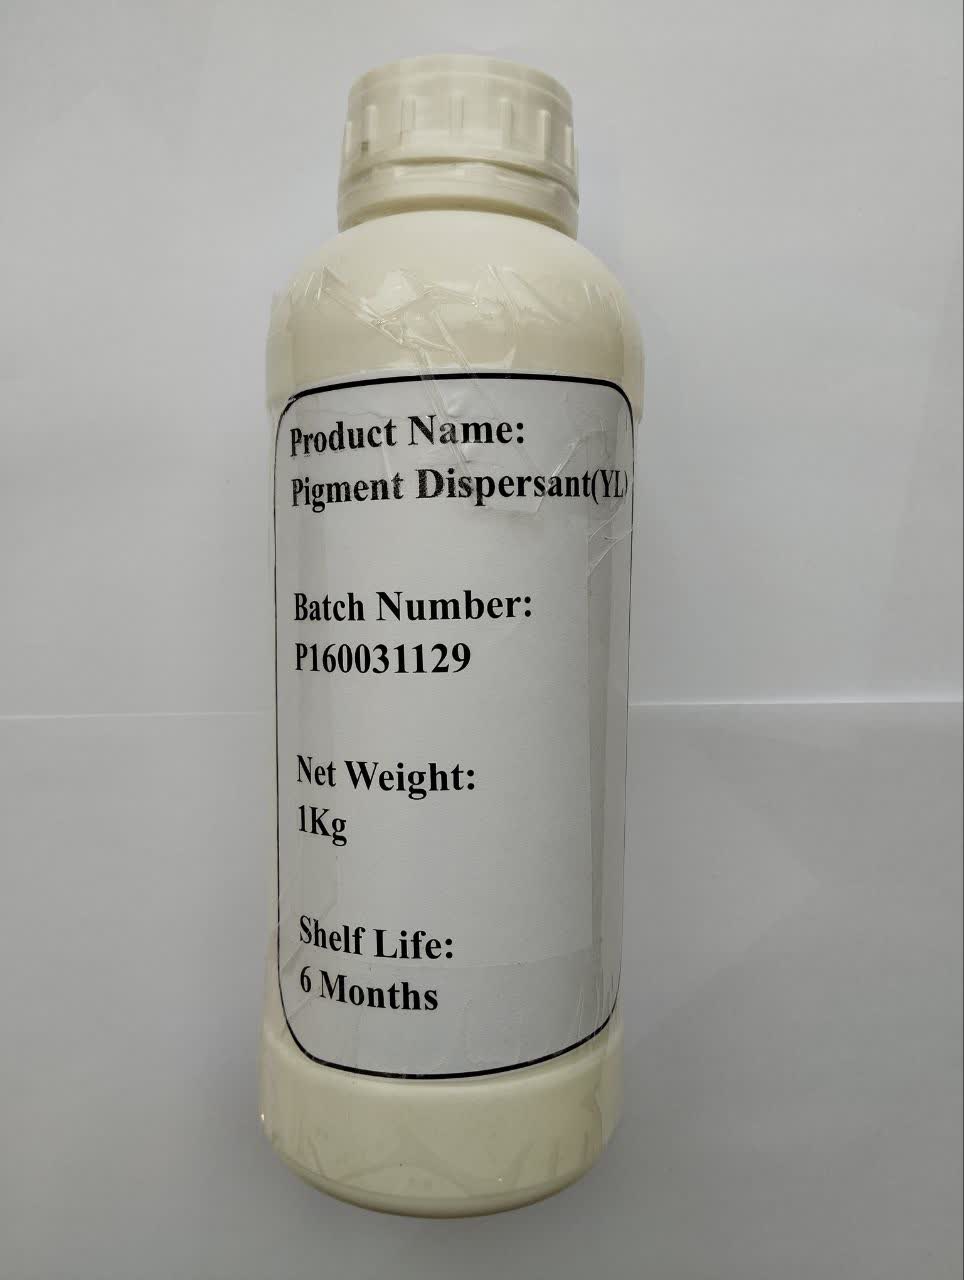 Product Name:
Pigment Dispersant(YL)
Batch Number:
P160031129
Net Weight:
1Kg
Shelf Life:
6 Months